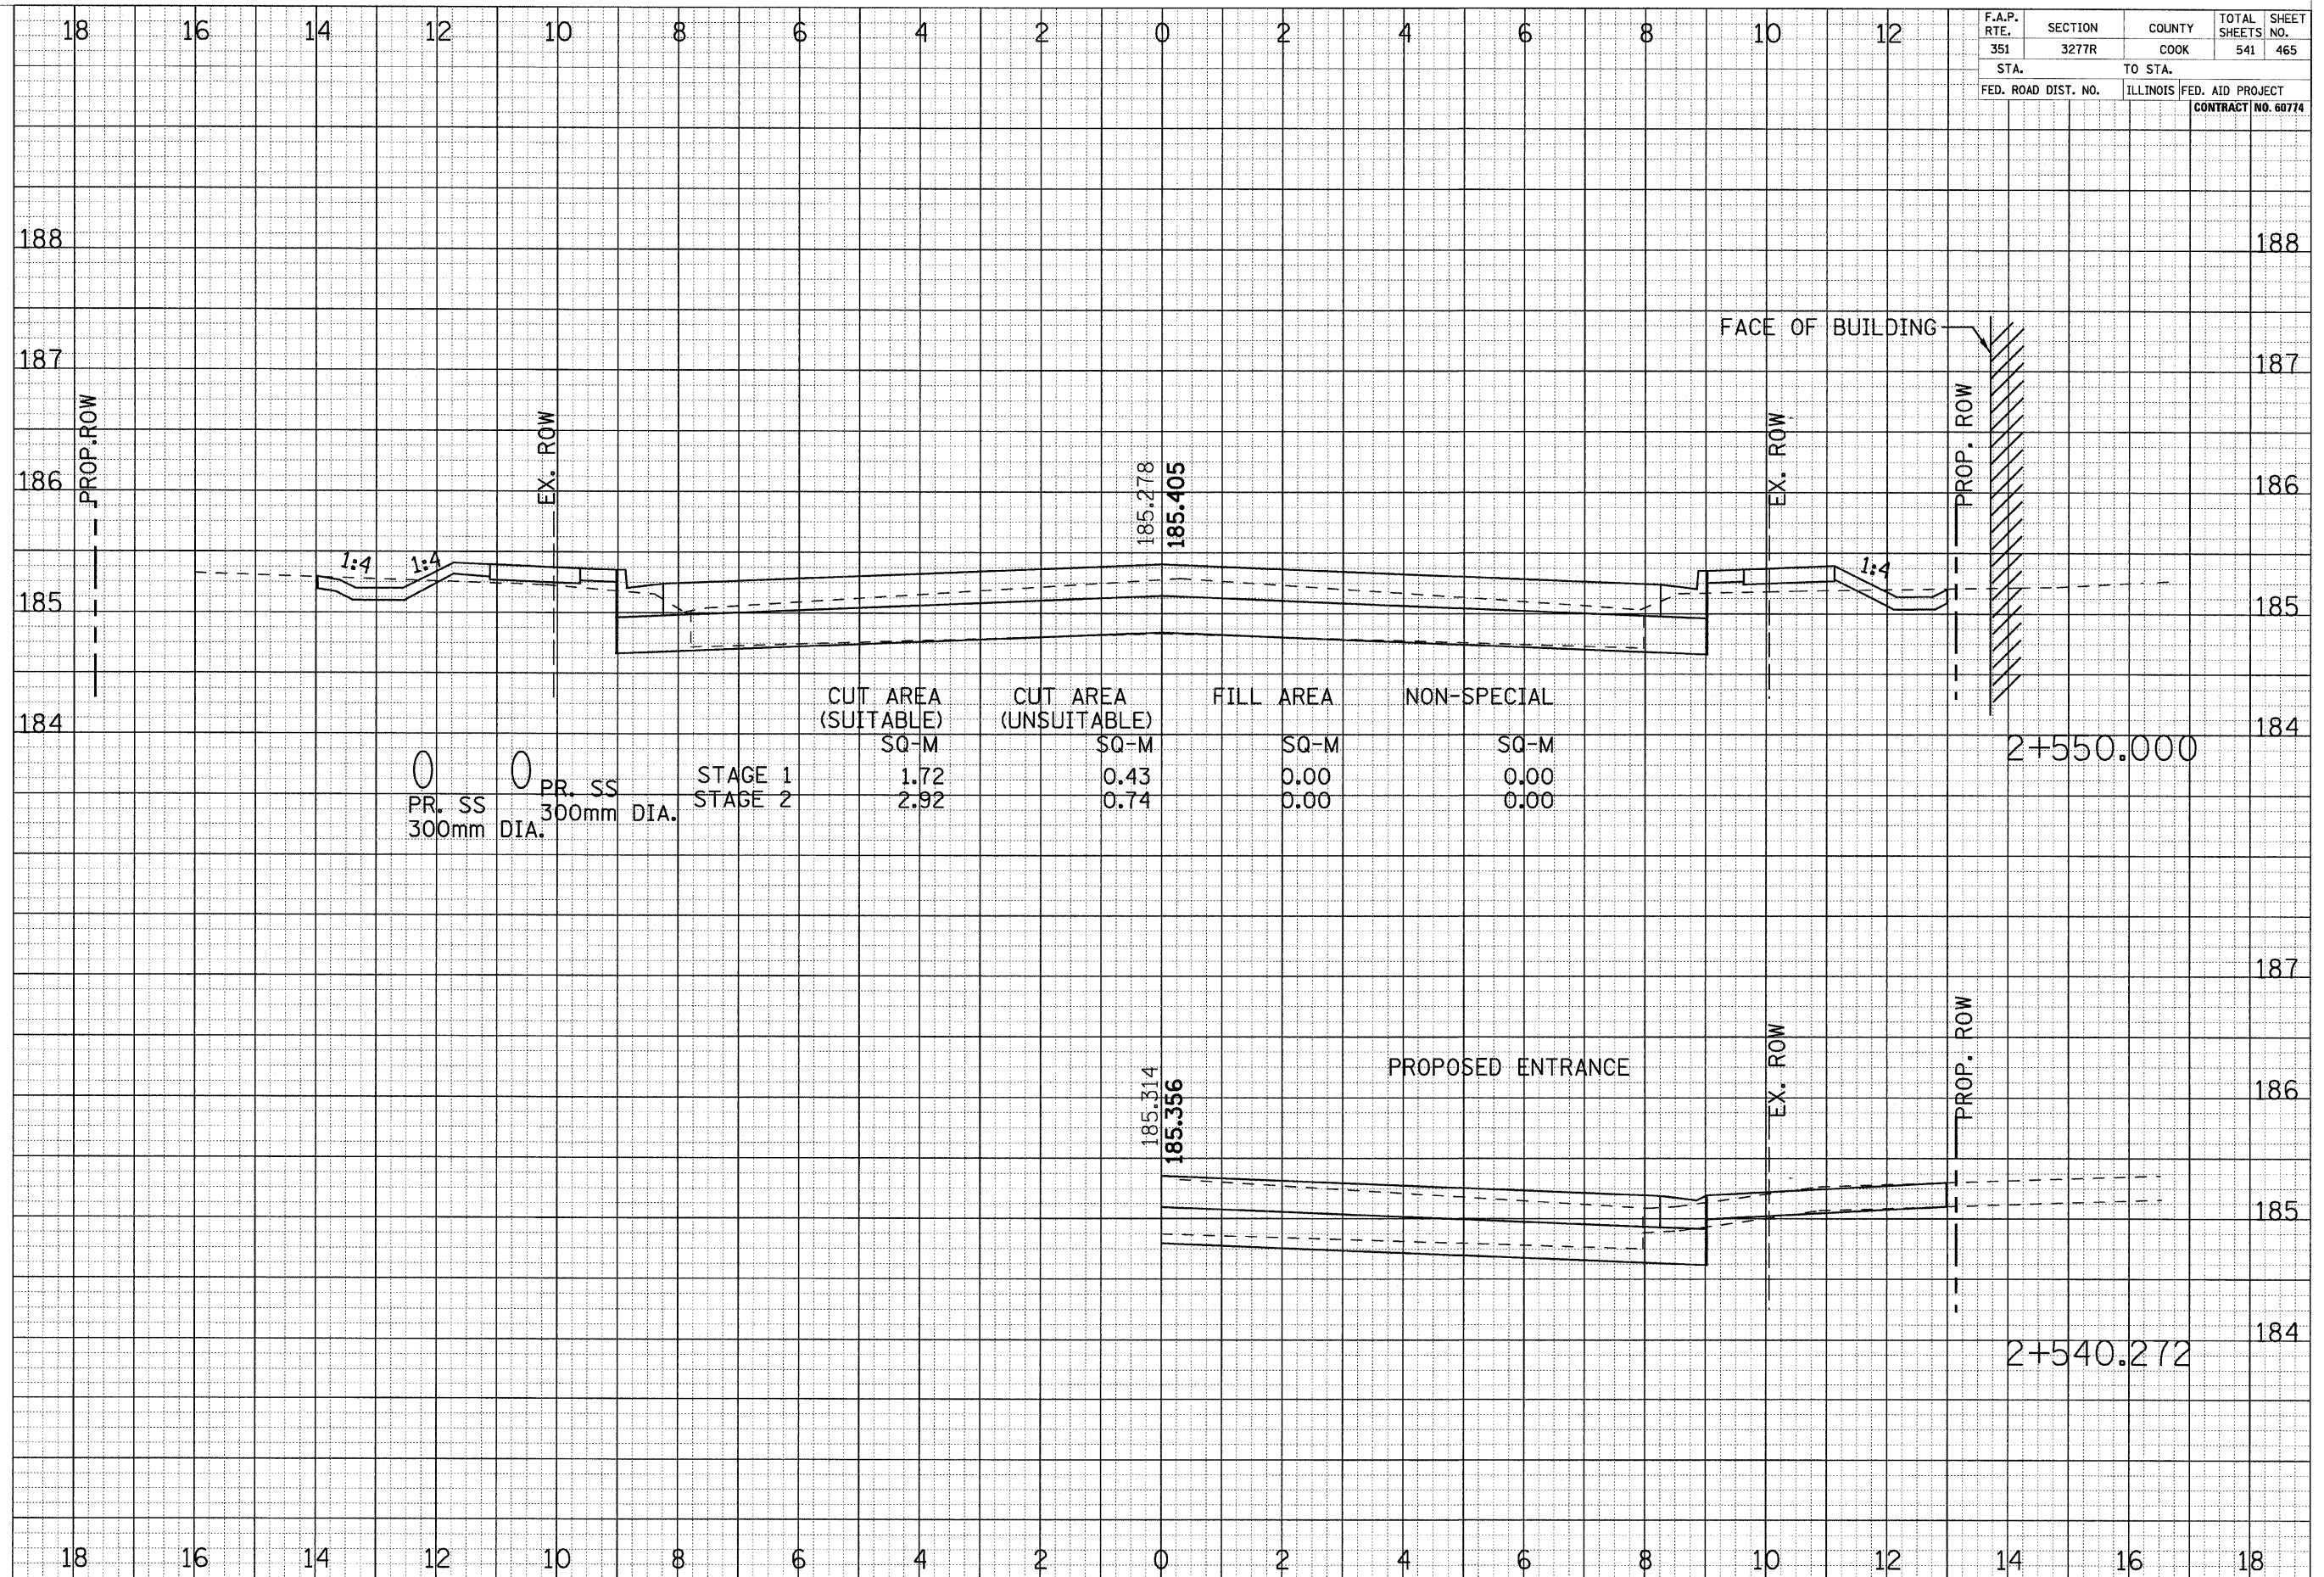 18 16 14 12 10 8 6 4 2 0 2 4 6 8 10 12
F.A.P. RTE. SECTION COUNTY TOTAL SHEETS SHEET NO.
351 3277R COOK 541 465
STA. TO STA.
FED. ROAD DIST. NO. ILLINOIS FED. AID PROJECT
CONTRACT NO. 60774
188 188
FACE OF BUILDING
187 187
PROP.ROW
EX. ROW
185.278
185.405
EX. ROW
PROP. ROW
186 186
1:4 1:4 1:4
185 185
184 184
CUT AREA (SUITABLE) SQ-M
CUT AREA (UNSUITABLE) SQ-M
FILL AREA SQ-M
NON-SPECIAL SQ-M
STAGE 1 1.72 0.43 0.00 0.00
STAGE 2 2.92 0.74 0.00 0.00
PR. SS
300mm DIA.
PR. SS
300mm DIA.
2+550.000
187
185.314
185.356
PROPOSED ENTRANCE
EX. ROW
PROP. ROW
186
185
184
2+540.272
18 16 14 12 10 8 6 4 2 0 2 4 6 8 10 12 14 16 18